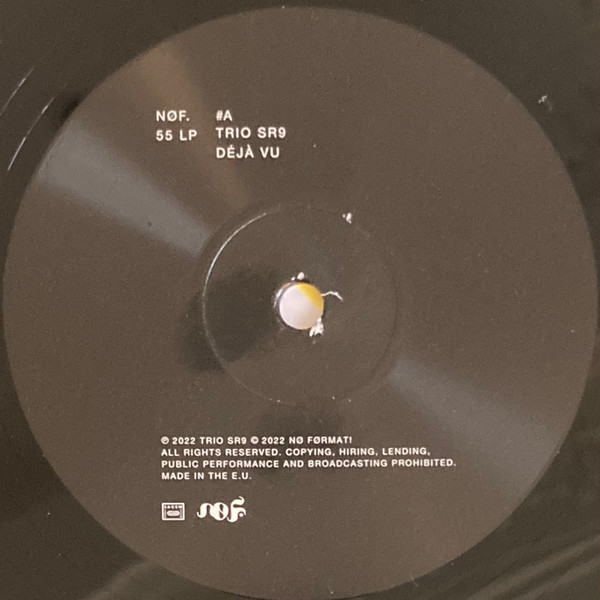 NØF. #A
55 LP TRIO SR9
DÉJÀ VU
℗ 2022 TRIO SR9 © 2022 NØ FØRMAT!
ALL RIGHTS RESERVED. COPYING, HIRING, LENDING,
PUBLIC PERFORMANCE AND BROADCASTING PROHIBITED.
MADE IN THE E.U.
SACEM
NØF.